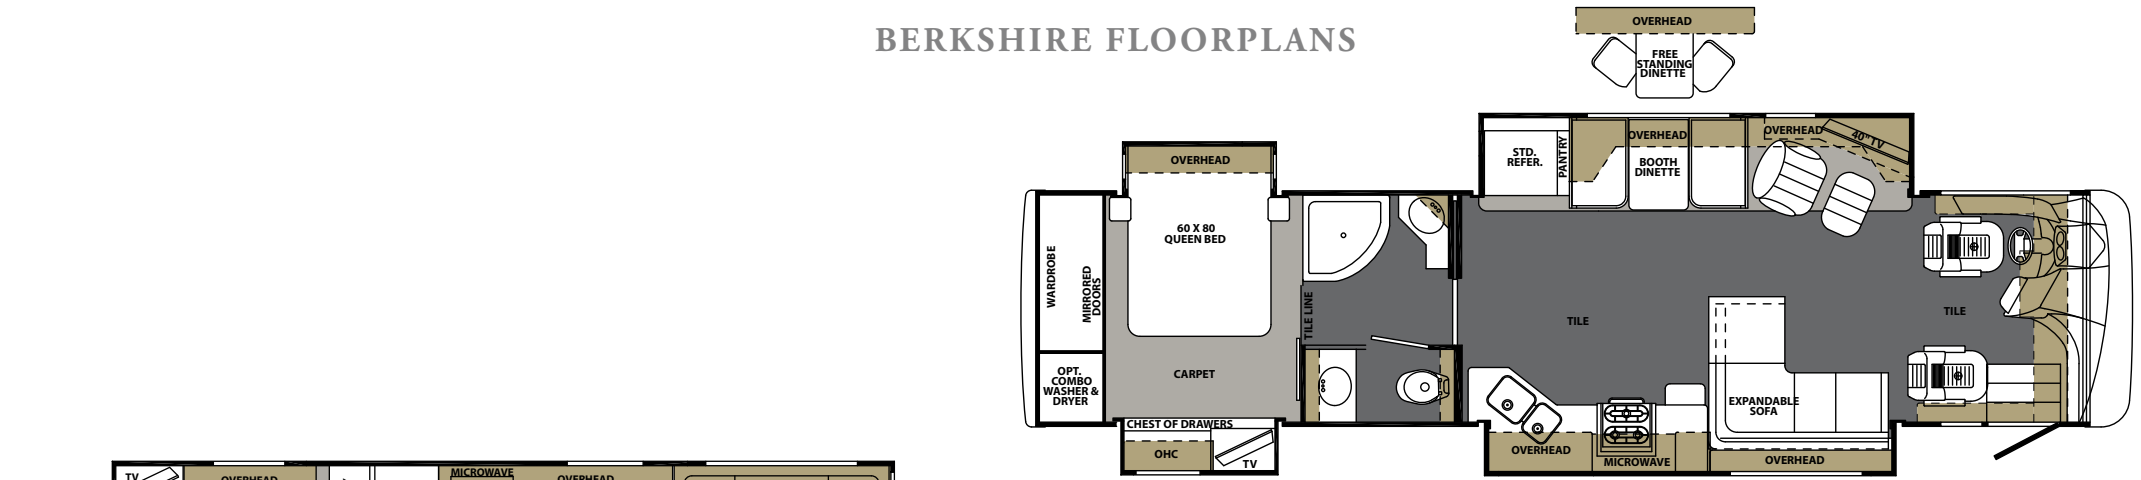 BERKSHIRE FLOORPLANS
OVERHEAD
FREE
STANDING
DINETTE
OVERHEAD
OVERHEAD
40" TV
STD.
REFER.
PANTRY
BOOTH
DINETTE
OVERHEAD
60 X 80
QUEEN BED
WARDROBE
MIRRORED
DOORS
TILE LINE
TILE
TILE
OPT.
COMBO
WASHER &
DRYER
CARPET
EXPANDABLE
SOFA
CHEST OF DRAWERS
OHC
TV
OVERHEAD
MICROWAVE
OVERHEAD
TV
OVERHEAD
MICROWAVE
OVERHEAD